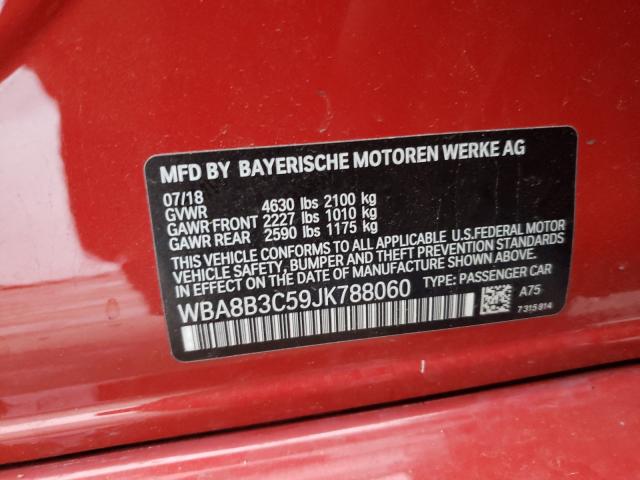 MFD BY BAYERISCHE MOTOREN WERKE AG
07/18
GVWR 4630 lbs 2100 kg
GAWR FRONT 2227 lbs 1010 kg
GAWR REAR 2590 lbs 1175 kg
THIS VEHICLE CONFORMS TO ALL APPLICABLE U.S.FEDERAL MOTOR
VEHICLE SAFETY, BUMPER AND THEFT PREVENTION STANDARDS
IN EFFECT ON THE DATE OF MANUFACTURE SHOWN ABOVE.
WBA8B3C59JK788060 TYPE: PASSENGER CAR
A75
7315814